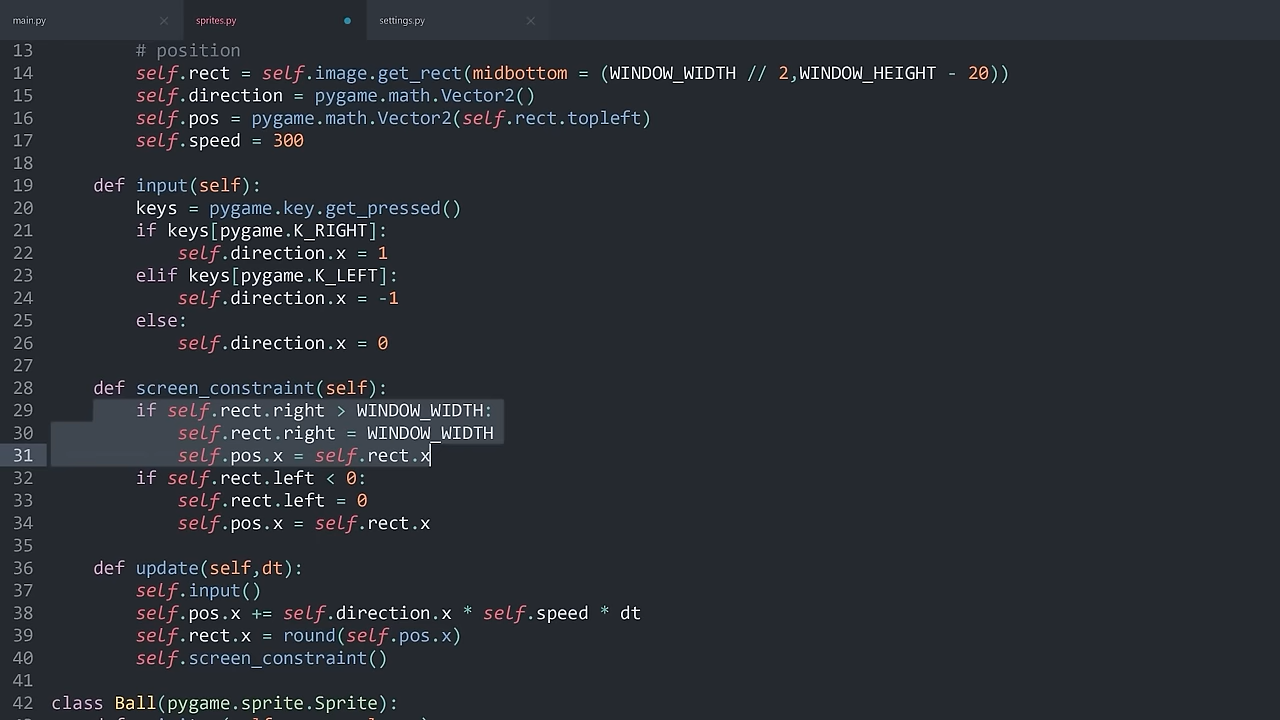 main.py × sprites.py settings.py ×
13         # position
14         self.rect = self.image.get_rect(midbottom = (WINDOW_WIDTH // 2,WINDOW_HEIGHT - 20))
15         self.direction = pygame.math.Vector2()
16         self.pos = pygame.math.Vector2(self.rect.topleft)
17         self.speed = 300
18
19     def input(self):
20         keys = pygame.key.get_pressed()
21         if keys[pygame.K_RIGHT]:
22             self.direction.x = 1
23         elif keys[pygame.K_LEFT]:
24             self.direction.x = -1
25         else:
26             self.direction.x = 0
27
28     def screen_constraint(self):
29         if self.rect.right > WINDOW_WIDTH:
30             self.rect.right = WINDOW_WIDTH
31             self.pos.x = self.rect.x
32         if self.rect.left < 0:
33             self.rect.left = 0
34             self.pos.x = self.rect.x
35
36     def update(self,dt):
37         self.input()
38         self.pos.x += self.direction.x * self.speed * dt
39         self.rect.x = round(self.pos.x)
40         self.screen_constraint()
41
42 class Ball(pygame.sprite.Sprite):